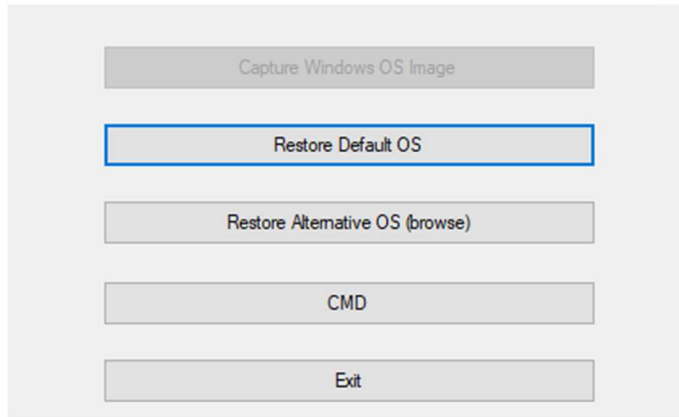 Capture Windows OS Image
Restore Default OS
Restore Alternative OS (browse)
CMD
Exit